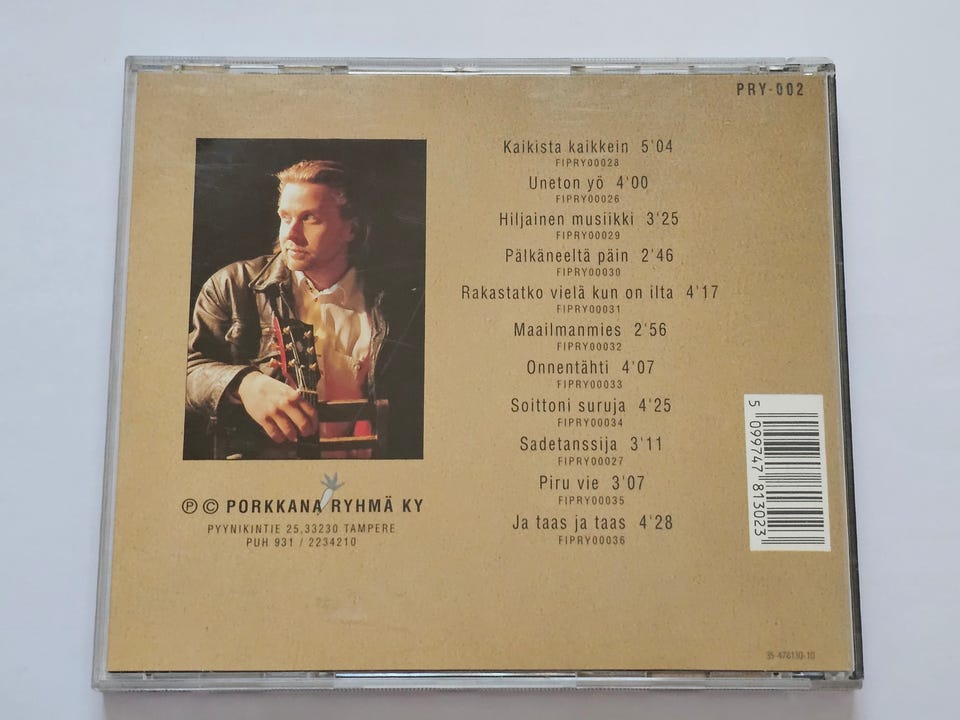 PRY-002
Kaikista kaikkein 5'04
FIPRY00028
Uneton yö 4'00
FIPRY00026
Hiljainen musiikki 3'25
FIPRY00029
Pälkäneeltä päin 2'46
FIPRY00030
Rakastatko vielä kun on ilta 4'17
FIPRY00031
Maailmanmies 2'56
FIPRY00032
Onnentähti 4'07
FIPRY00033
Soittoni suruja 4'25
FIPRY00034
Sadetanssija 3'11
FIPRY00027
Piru vie 3'07
FIPRY00035
Ja taas ja taas 4'28
FIPRY00036
Ⓟ © PORKKANA RYHMÄ KY
PYYNIKINTIE 25,33230 TAMPERE
PUH 931 / 2234210
5 099747 813023
35-478130-10